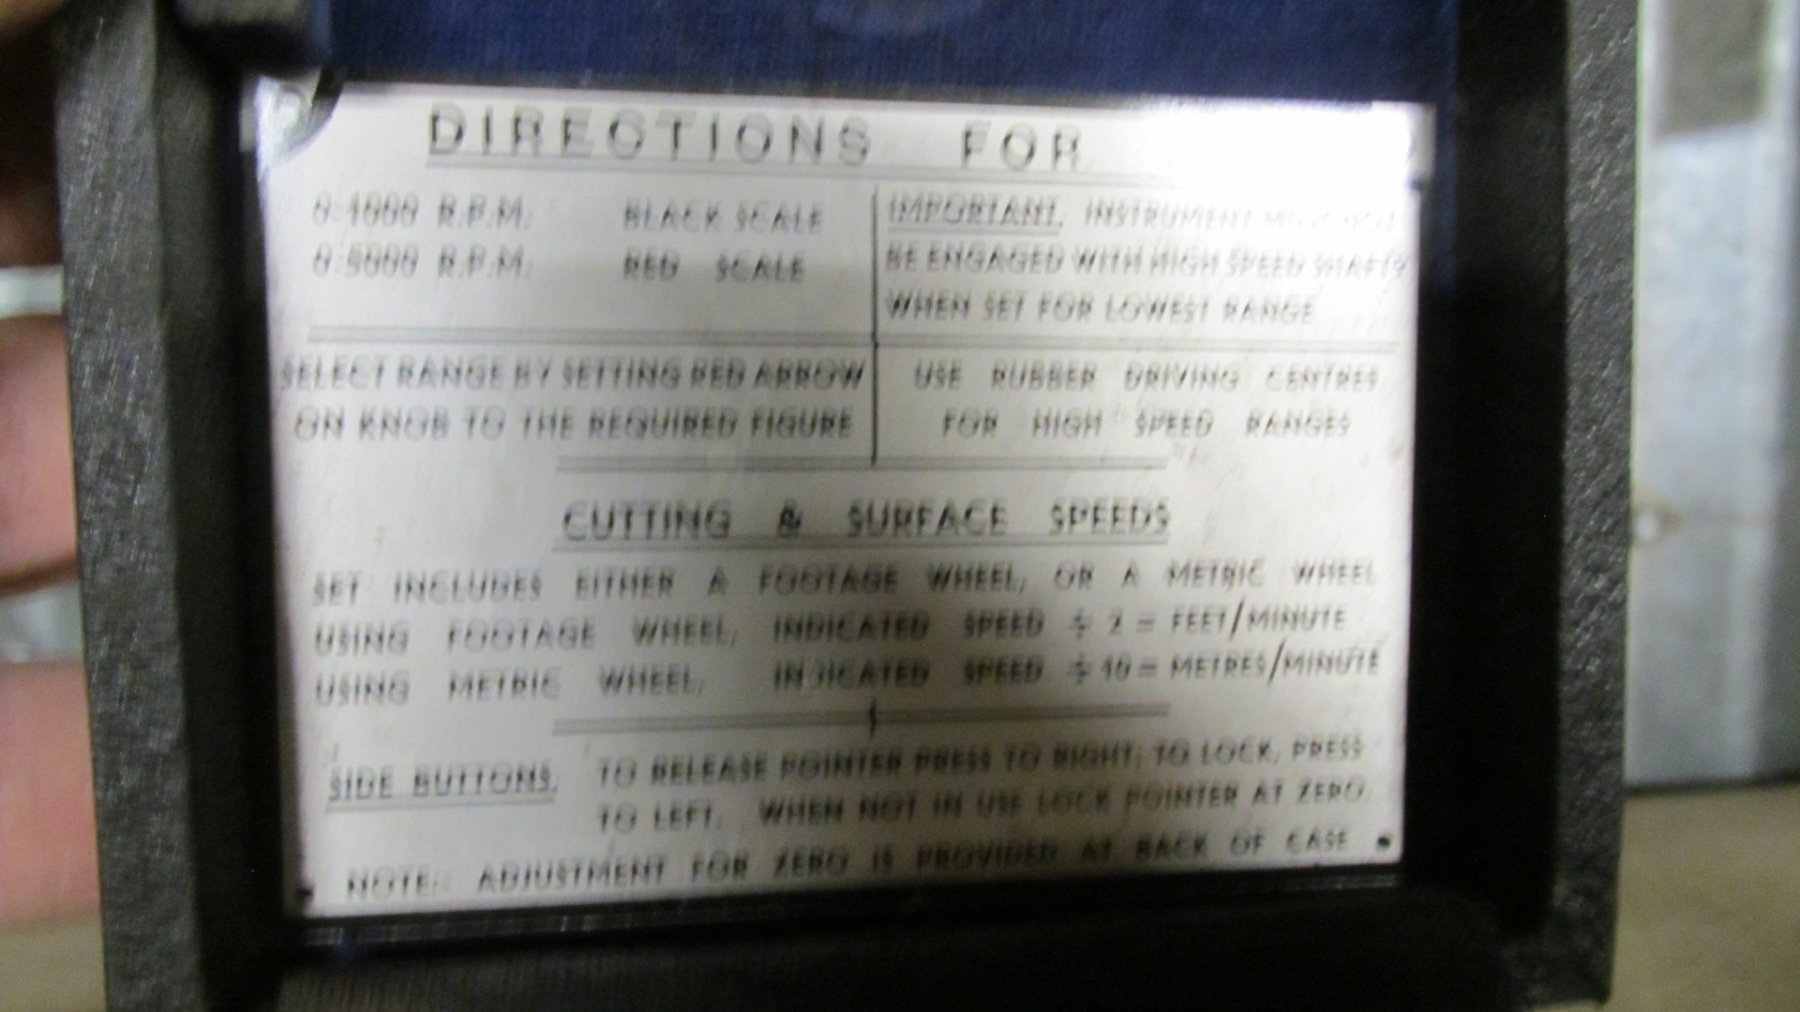 DIRECTIONS FOR
0-1000 R.P.M. BLACK SCALE
0-5000 R.P.M. RED SCALE
IMPORTANT. INSTRUMENT MUST NOT
BE ENGAGED WITH HIGH SPEED SHAFTS
WHEN SET FOR LOWEST RANGE
SELECT RANGE BY SETTING RED ARROW
ON KNOB TO THE REQUIRED FIGURE
USE RUBBER DRIVING CENTRES
FOR HIGH SPEED RANGES
CUTTING & SURFACE SPEEDS
SET INCLUDES EITHER A FOOTAGE WHEEL, OR A METRIC WHEEL
USING FOOTAGE WHEEL, INDICATED SPEED ÷ 2 = FEET/MINUTE
USING METRIC WHEEL, INDICATED SPEED ÷ 10 = METRES/MINUTE
SIDE BUTTONS. TO RELEASE POINTER PRESS TO RIGHT; TO LOCK, PRESS
TO LEFT. WHEN NOT IN USE LOCK POINTER AT ZERO.
NOTE:- ADJUSTMENT FOR ZERO IS PROVIDED AT BACK OF CASE